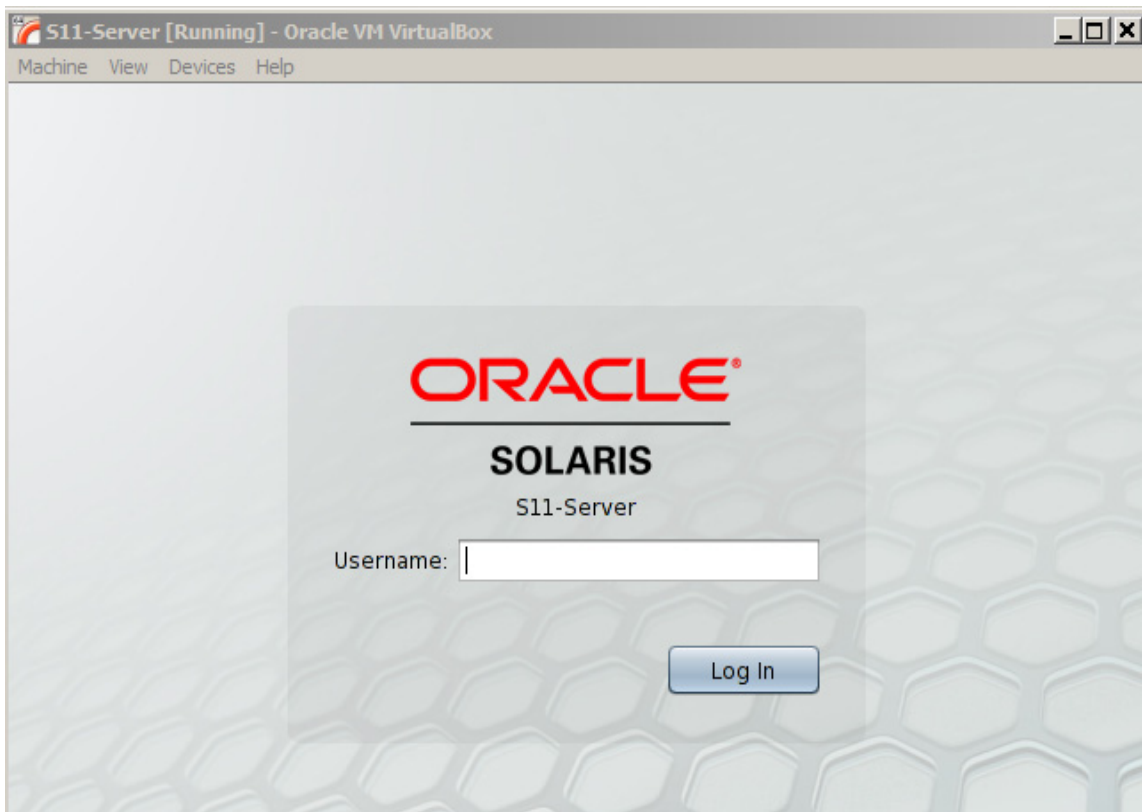 S11-Server [Running] - Oracle VM VirtualBox
Machine View Devices Help
ORACLE®
SOLARIS
S11-Server
Username:
Log In